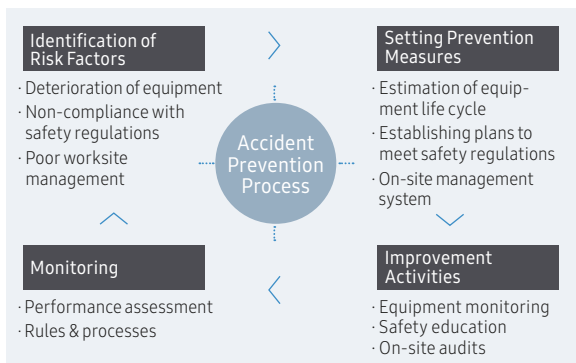 Identification of
Risk Factors
· Deterioration of equipment
· Non-compliance with
safety regulations
· Poor worksite
management
Setting Prevention
Measures
· Estimation of equip-
ment life cycle
· Establishing plans to
meet safety regulations
· On-site management
system
Accident
Prevention
Process
Monitoring
· Performance assessment
· Rules & processes
Improvement
Activities
· Equipment monitoring
· Safety education
· On-site audits